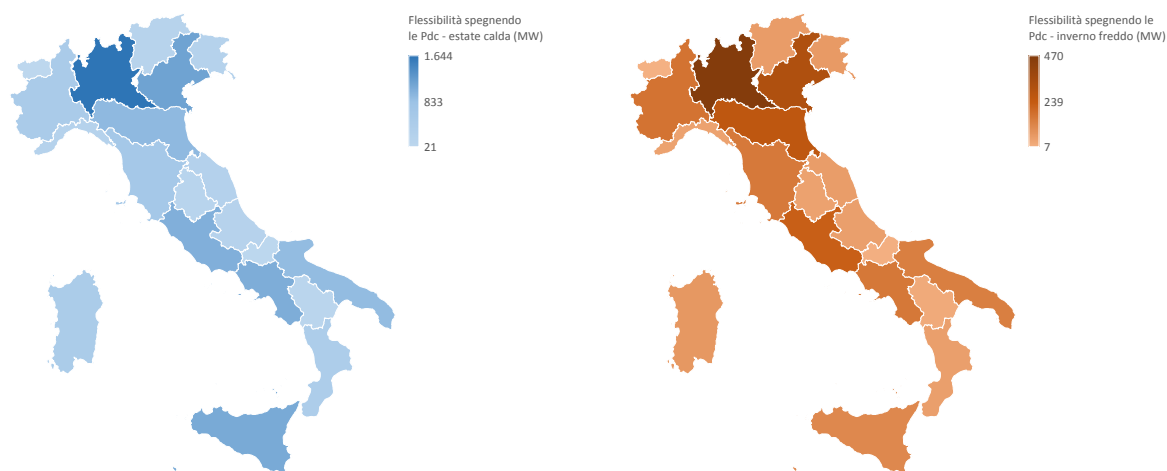 Flessibilità spegnendo
le Pdc - estate calda (MW)
1.644
833
21
Flessibilità spegnendo le
Pdc - inverno freddo (MW)
470
239
7